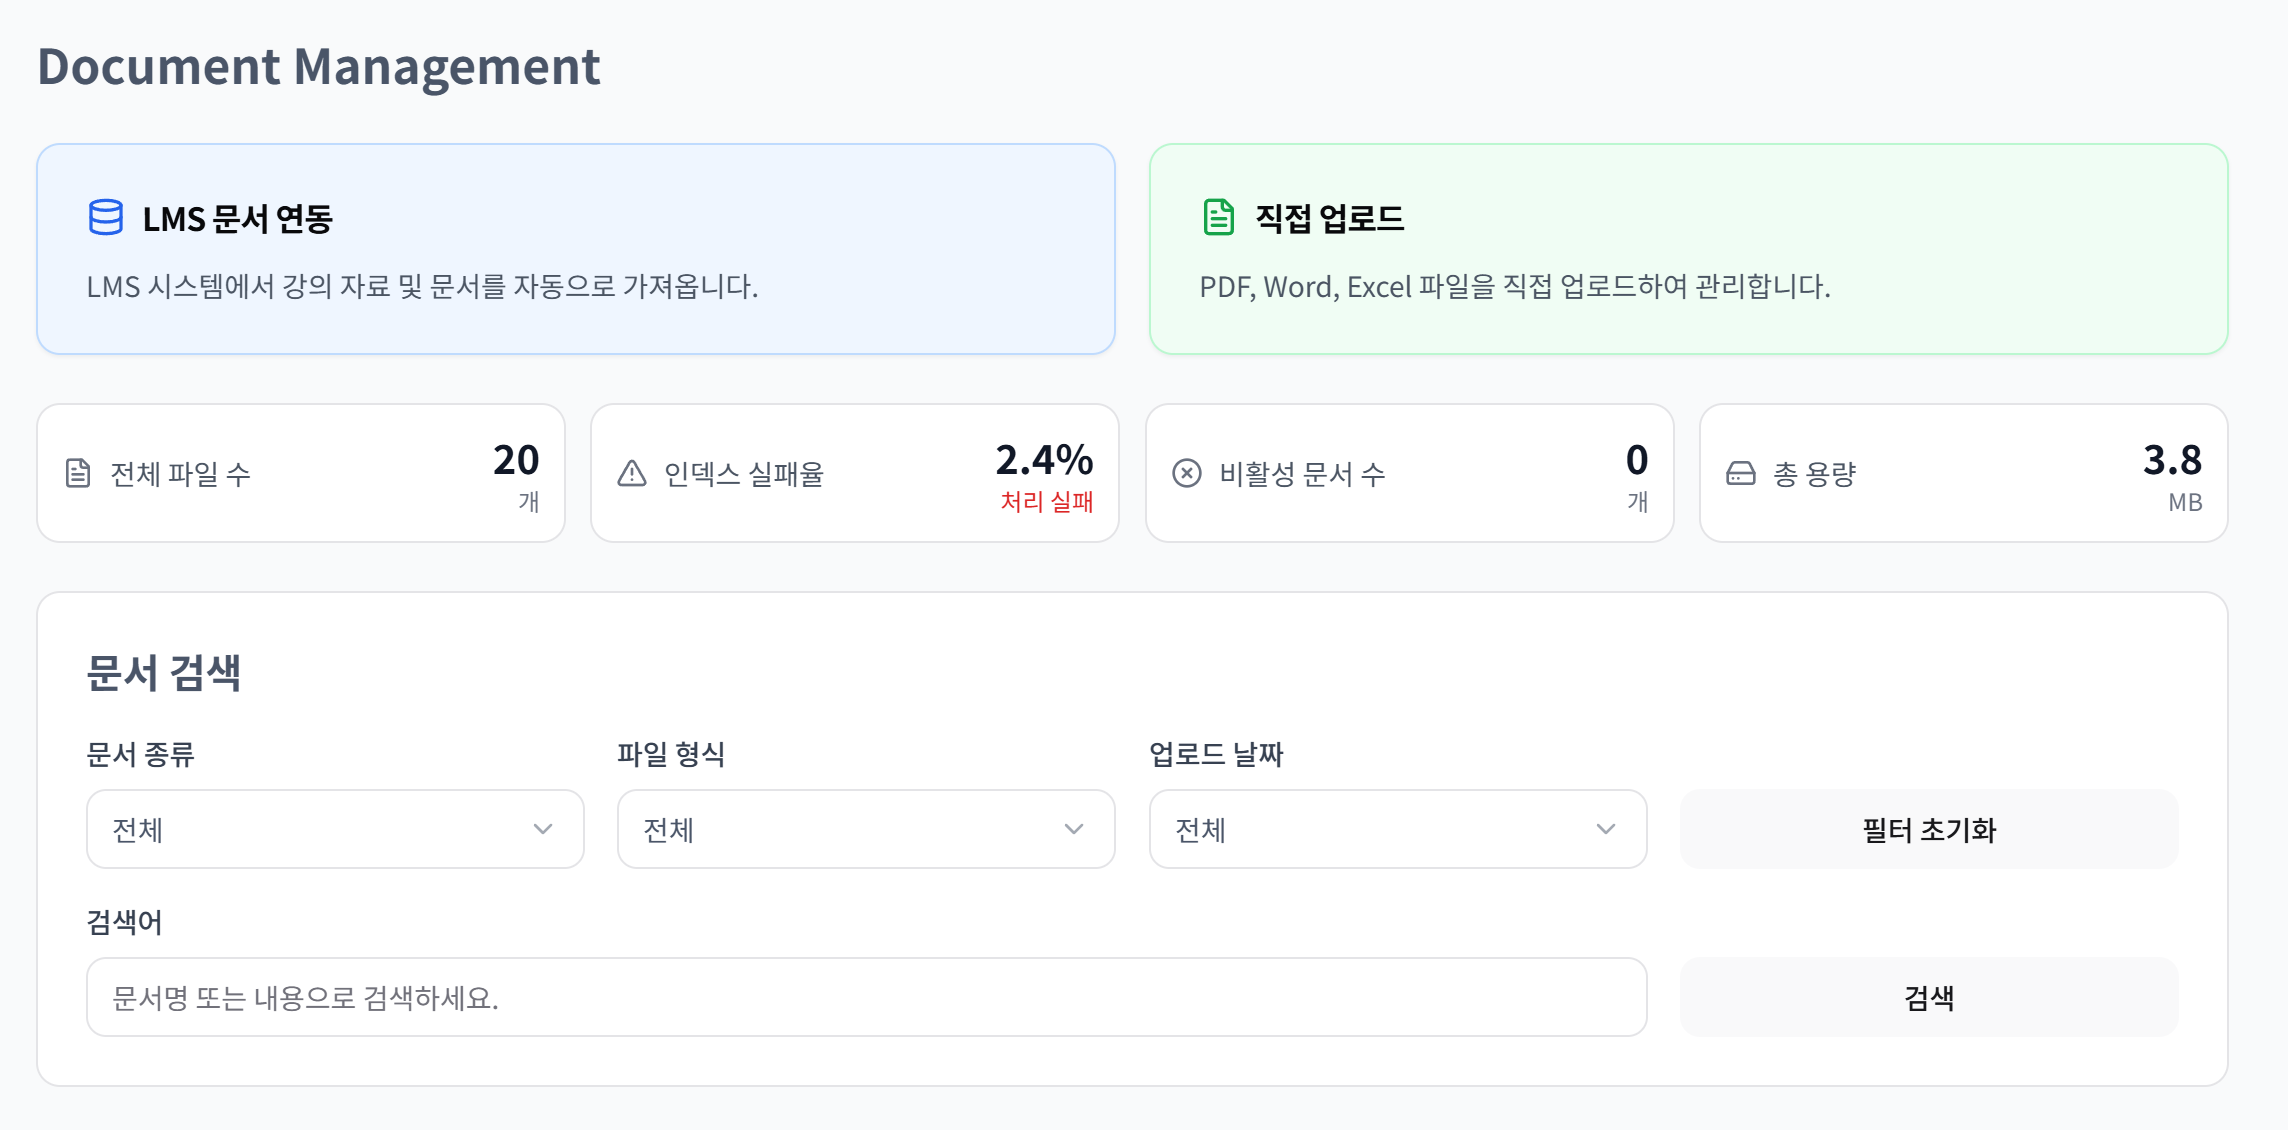 Document Management
LMS 문서 연동
LMS 시스템에서 강의 자료 및 문서를 자동으로 가져옵니다.
직접 업로드
PDF, Word, Excel 파일을 직접 업로드하여 관리합니다.
전체 파일 수
20
개
인덱스 실패율
2.4%
처리 실패
비활성 문서 수
0
개
총 용량
3.8
MB
문서 검색
문서 종류
전체
파일 형식
전체
업로드 날짜
전체
필터 초기화
검색어
문서명 또는 내용으로 검색하세요.
검색